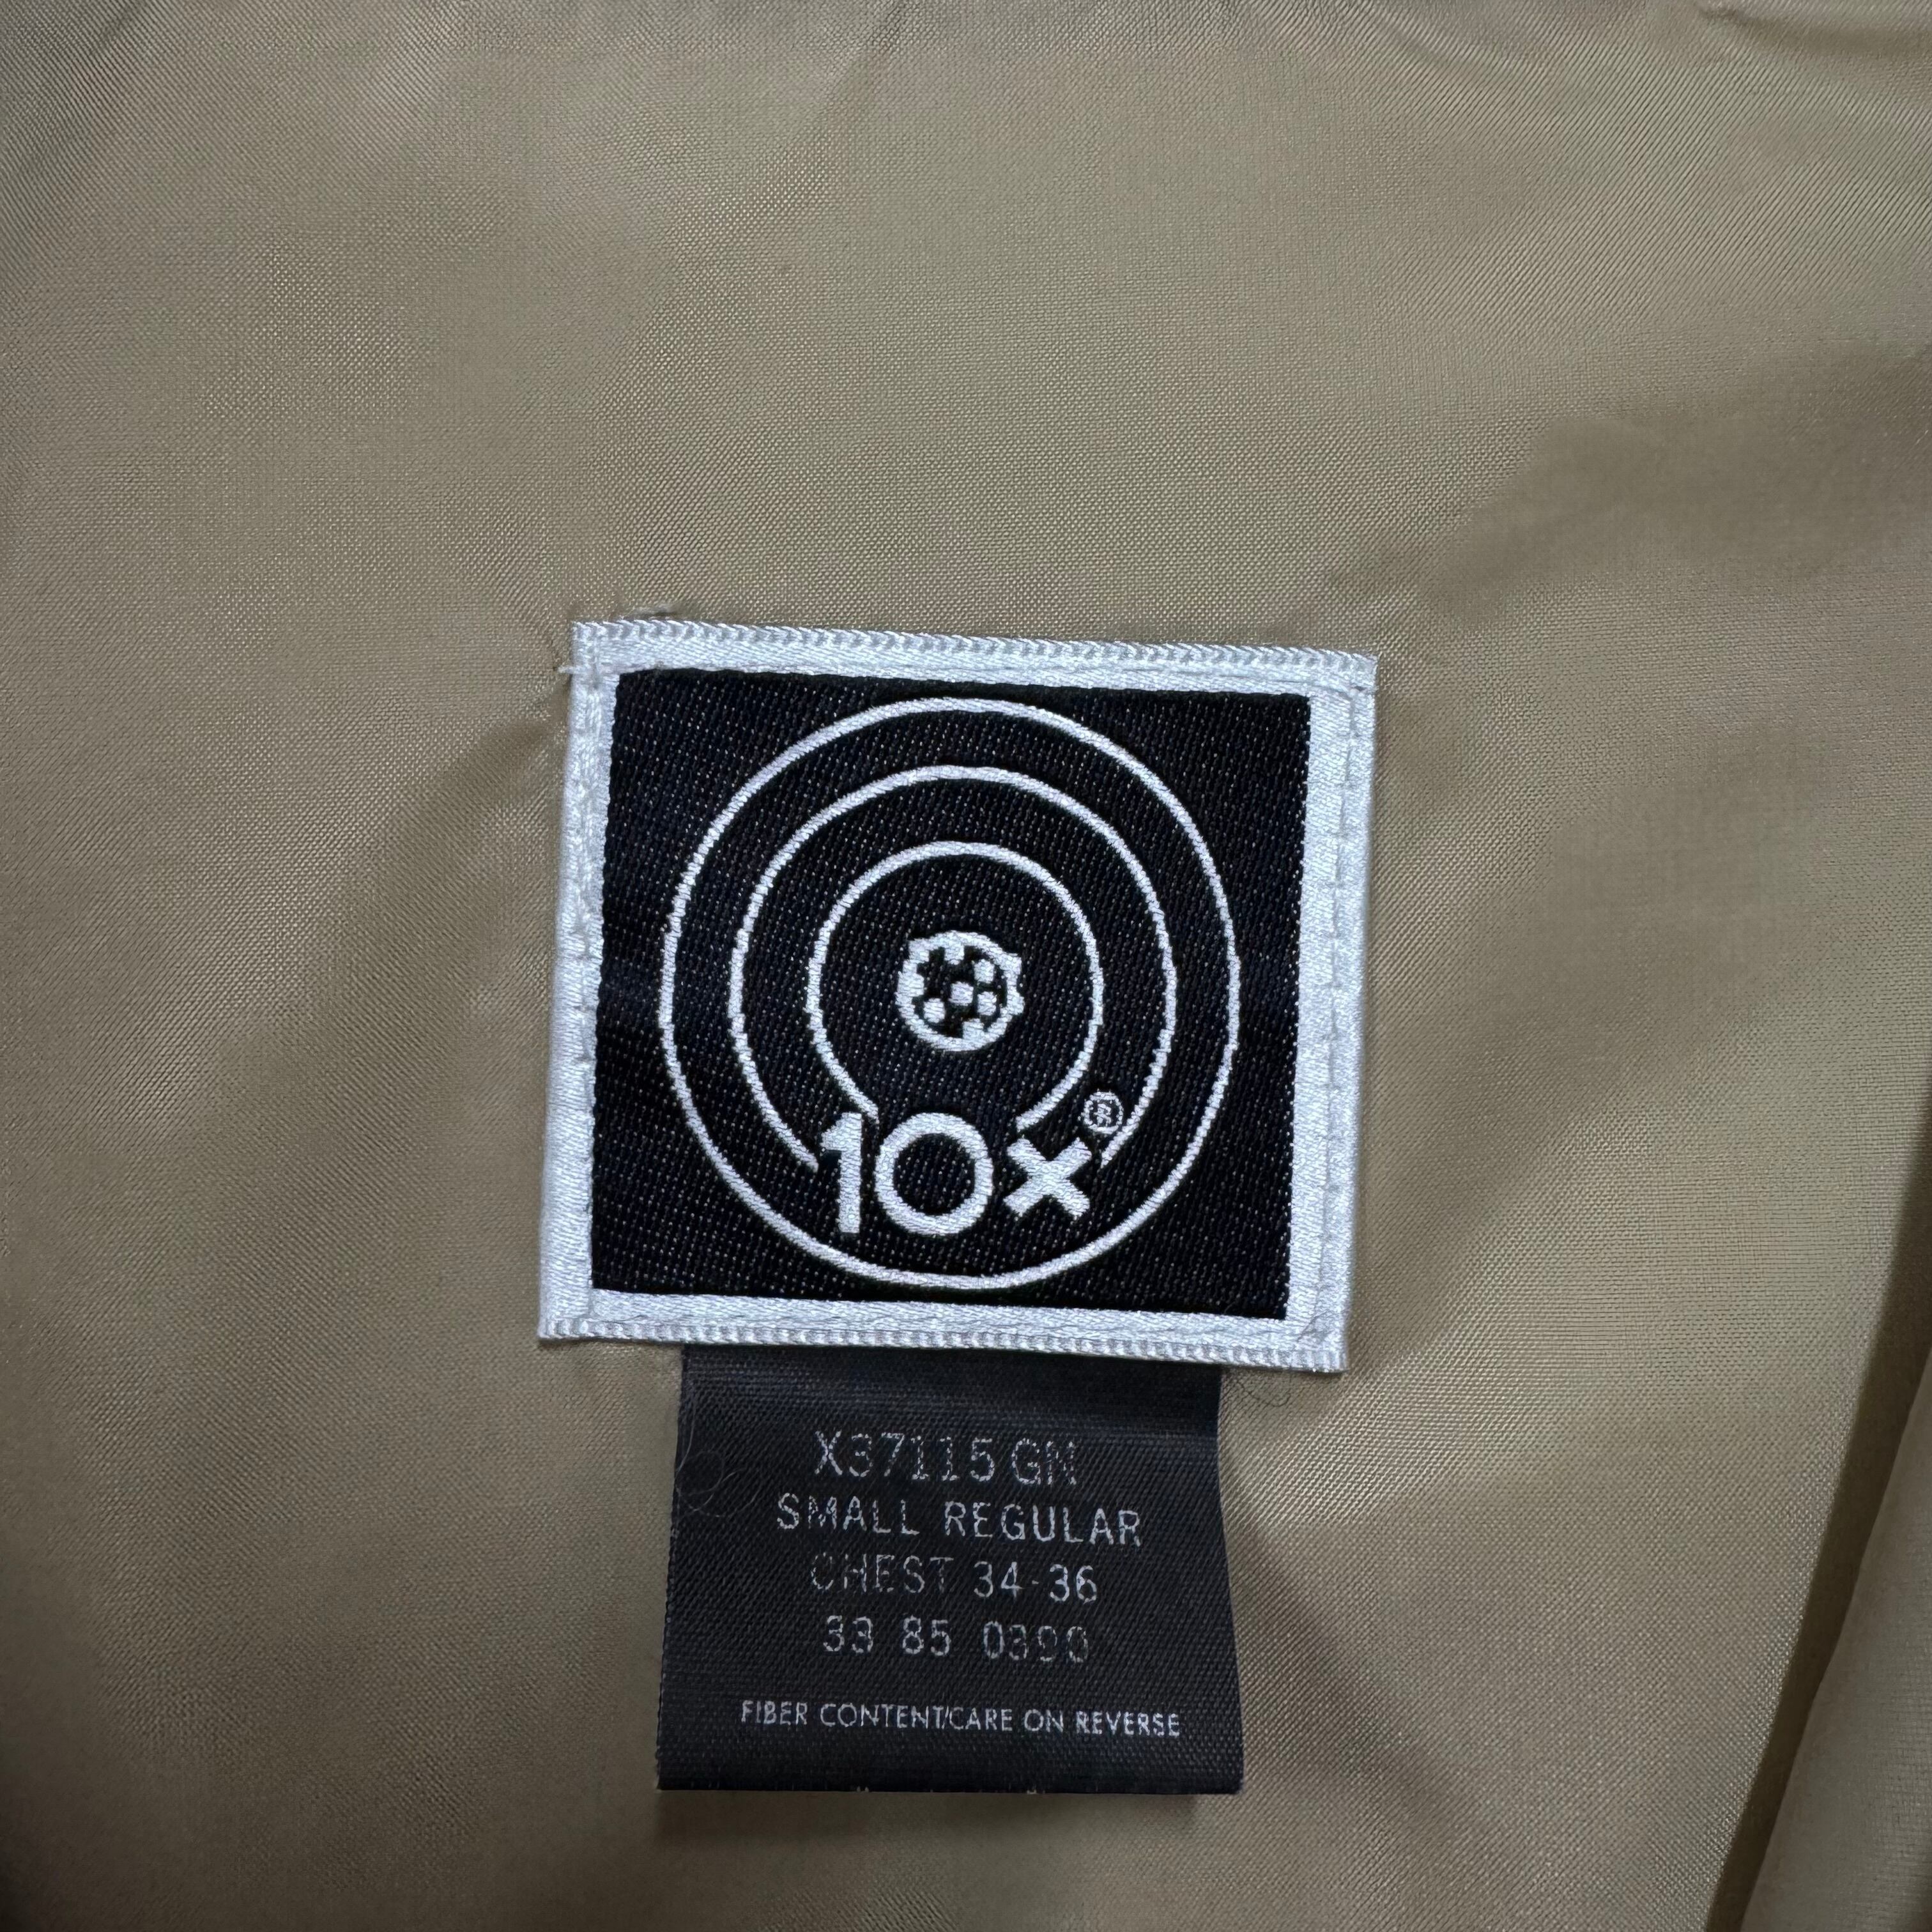 10x®
X37115 GN
SMALL REGULAR
CHEST 34-36
33 85 0390
FIBER CONTENT/CARE ON REVERSE